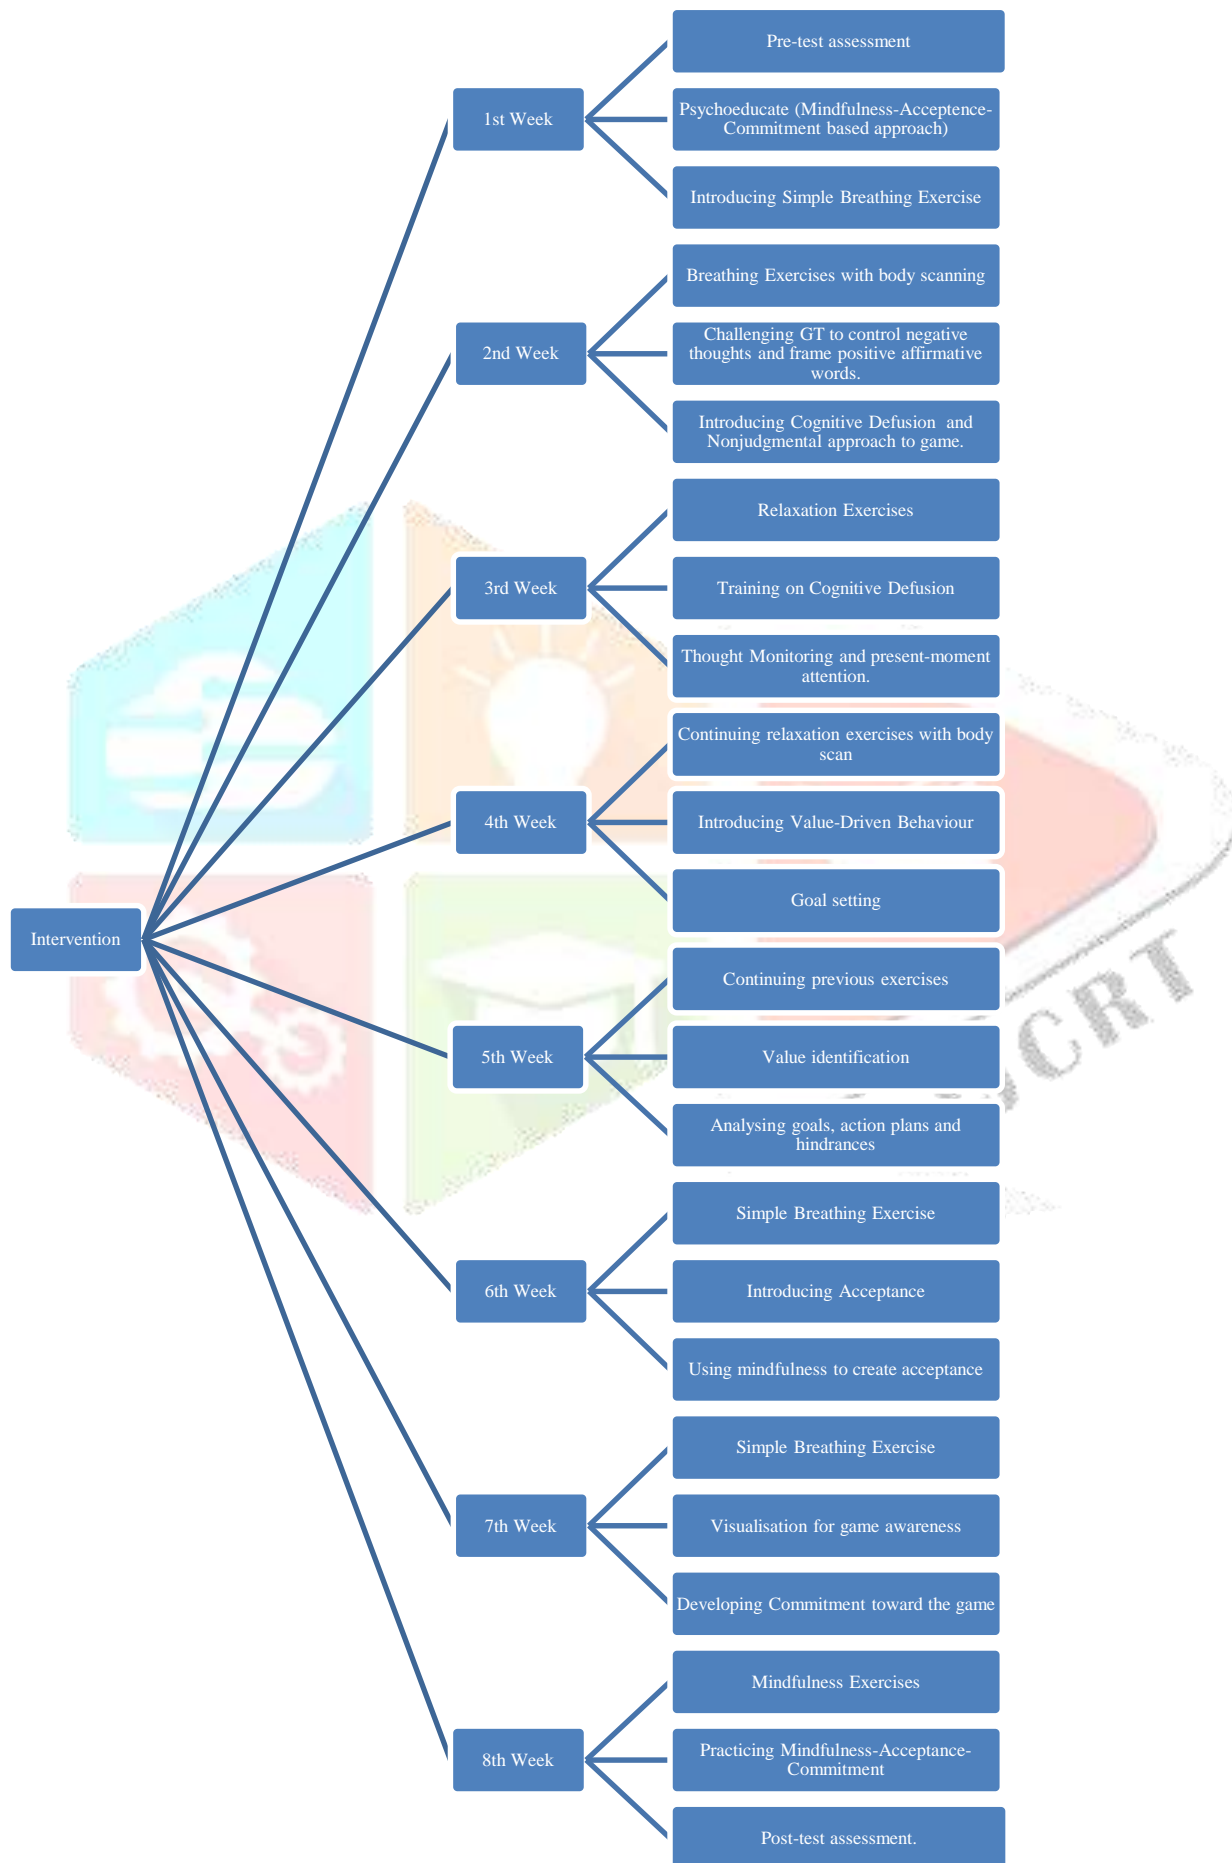 Intervention
1st Week
Pre-test assessment
Psychoeducate (Mindfulness-Acceptence-
Commitment based approach)
Introducing Simple Breathing Exercise
2nd Week
Breathing Exercises with body scanning
Challenging GT to control negative
thoughts and frame positive affirmative
words.
Introducing Cognitive Defusion and
Nonjudgmental approach to game.
3rd Week
Relaxation Exercises
Training on Cognitive Defusion
Thought Monitoring and present-moment
attention.
4th Week
Continuing relaxation exercises with body
scan
Introducing Value-Driven Behaviour
Goal setting
5th Week
Continuing previous exercises
Value identification
Analysing goals, action plans and
hindrances
6th Week
Simple Breathing Exercise
Introducing Acceptance
Using mindfulness to create acceptance
7th Week
Simple Breathing Exercise
Visualisation for game awareness
Developing Commitment toward the game
8th Week
Mindfulness Exercises
Practicing Mindfulness-Acceptance-
Commitment
Post-test assessment.